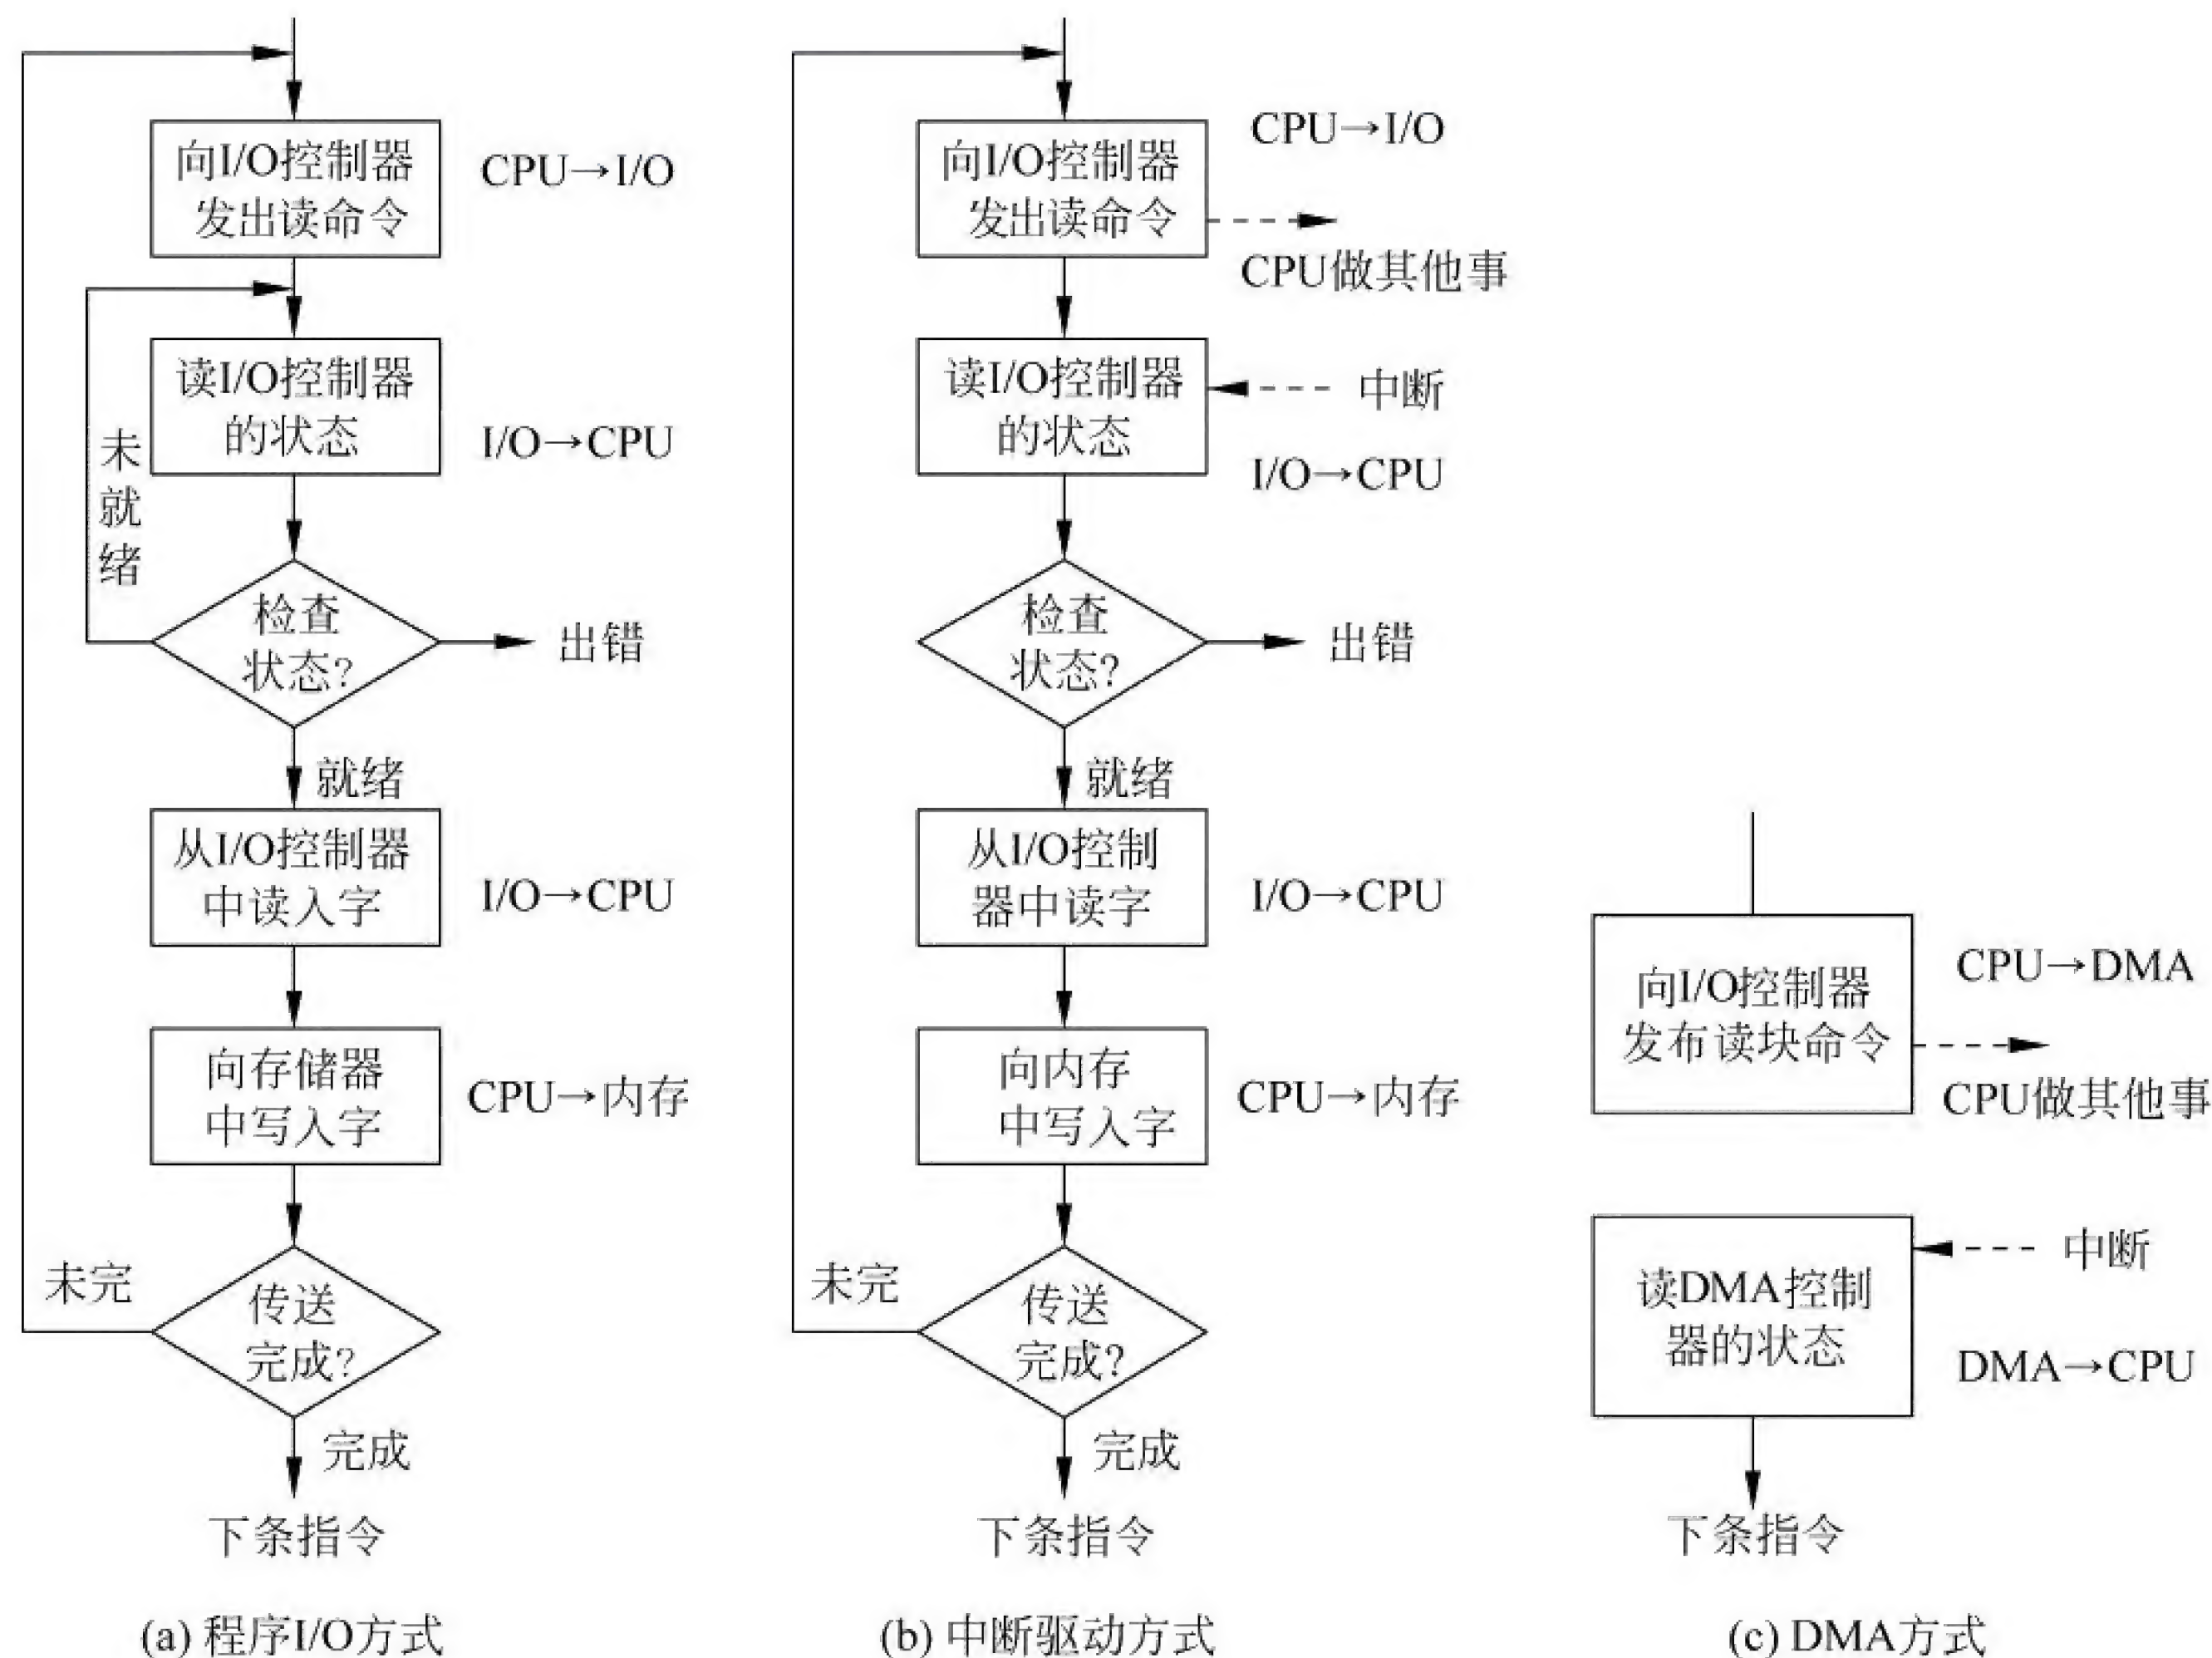 向I/O控制器
发出读命令
CPU→I/O
读I/O控制器
的状态
I/O→CPU
未
就
绪
检查
状态?
出错
就绪
从I/O控制器
中读入字
I/O→CPU
向存储器
中写入字
CPU→内存
未完
传送
完成?
完成
下条指令
(a) 程序I/O方式
向I/O控制器
发出读命令
CPU→I/O
CPU做其他事
读I/O控制器
的状态
中断
I/O→CPU
检查
状态?
出错
就绪
从I/O控制
器中读字
I/O→CPU
向内存
中写入字
CPU→内存
未完
传送
完成?
完成
下条指令
(b) 中断驱动方式
向I/O控制器
发布读块命令
CPU→DMA
CPU做其他事
读DMA控制
器的状态
中断
DMA→CPU
下条指令
(c) DMA方式